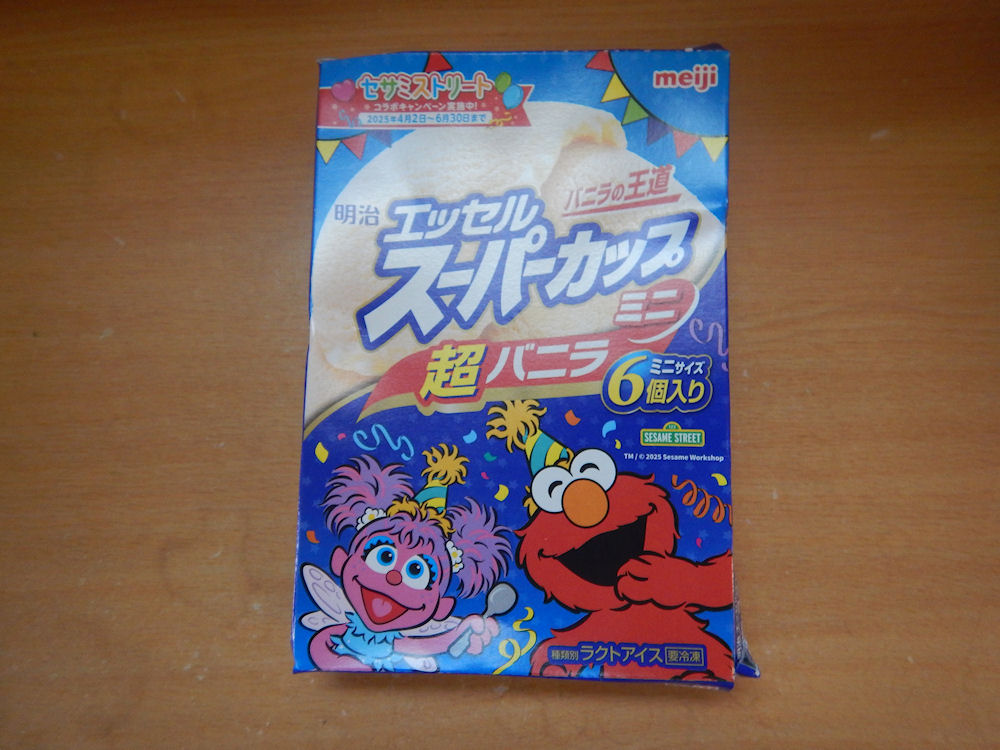 セサミストリート
コラボキャンペーン実施中!
2025年4月2日~6月30日まで
meiji
バニラの王道
明治 エッセル
スーパーカップ
ミニ
超バニラ
ミニサイズ
6個入り
SESAME STREET
TM / © 2025 Sesame Workshop
種類別 ラクトアイス 要冷凍